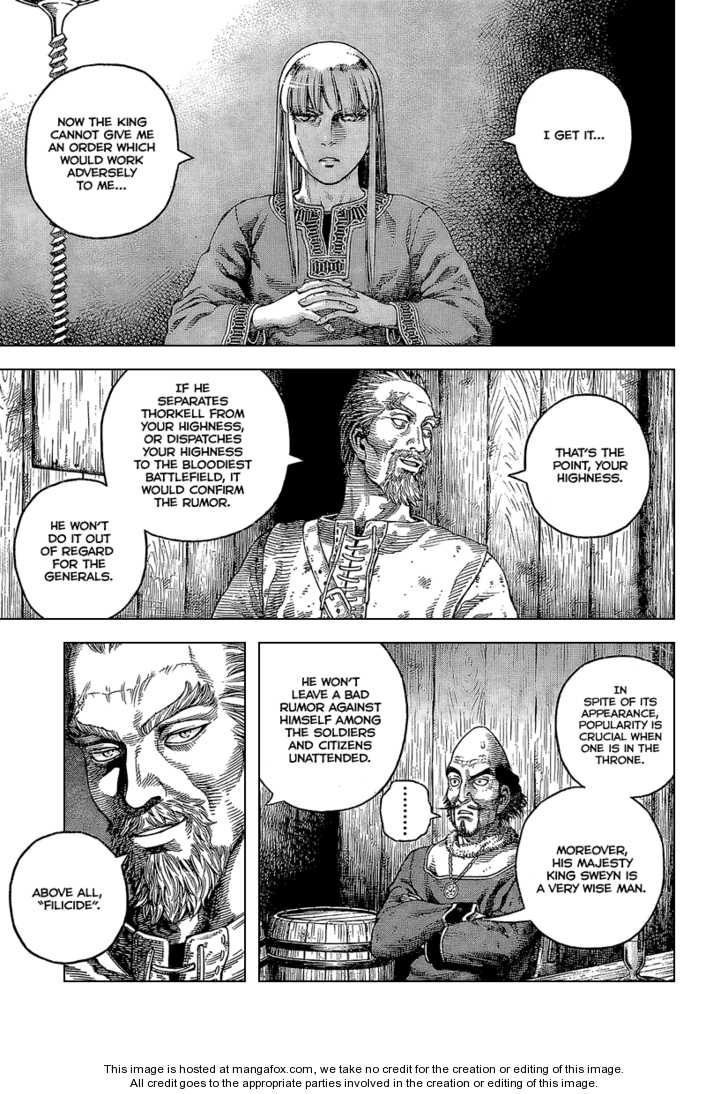 I GET IT...
NOW THE KING
CANNOT GIVE ME
AN ORDER WHICH
WOULD WORK
ADVERSELY
TO ME...
THAT'S THE
POINT, YOUR
HIGHNESS.
IF HE
SEPARATES
THORKELL FROM
YOUR HIGHNESS,
OR DISPATCHES
YOUR HIGHNESS
TO THE BLOODIEST
BATTLEFIELD, IT
WOULD CONFIRM
THE RUMOR.
HE WON'T
DO IT OUT
OF REGARD
FOR THE
GENERALS.
IN
SPITE OF ITS
APPEARANCE,
POPULARITY IS
CRUCIAL WHEN
ONE IS IN THE
THRONE.
MOREOVER,
HIS MAJESTY
KING SWEYN IS
A VERY WISE MAN.
HE WON'T
LEAVE A BAD
RUMOR AGAINST
HIMSELF AMONG
THE SOLDIERS
AND CITIZENS
UNATTENDED.
........
ABOVE ALL,
"FILICIDE".
This image is hosted at mangafox.com, we take no credit for the creation or editing of this image.
All credit goes to the appropriate parties involved in the creation or editing of this image.